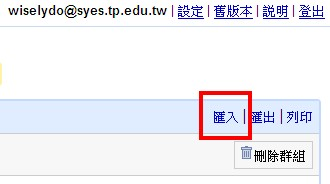 wiselydo@syes.tp.edu.tw | 設定 | 舊版本 | 說明 | 登出
匯入 | 匯出 | 列印
刪除群組